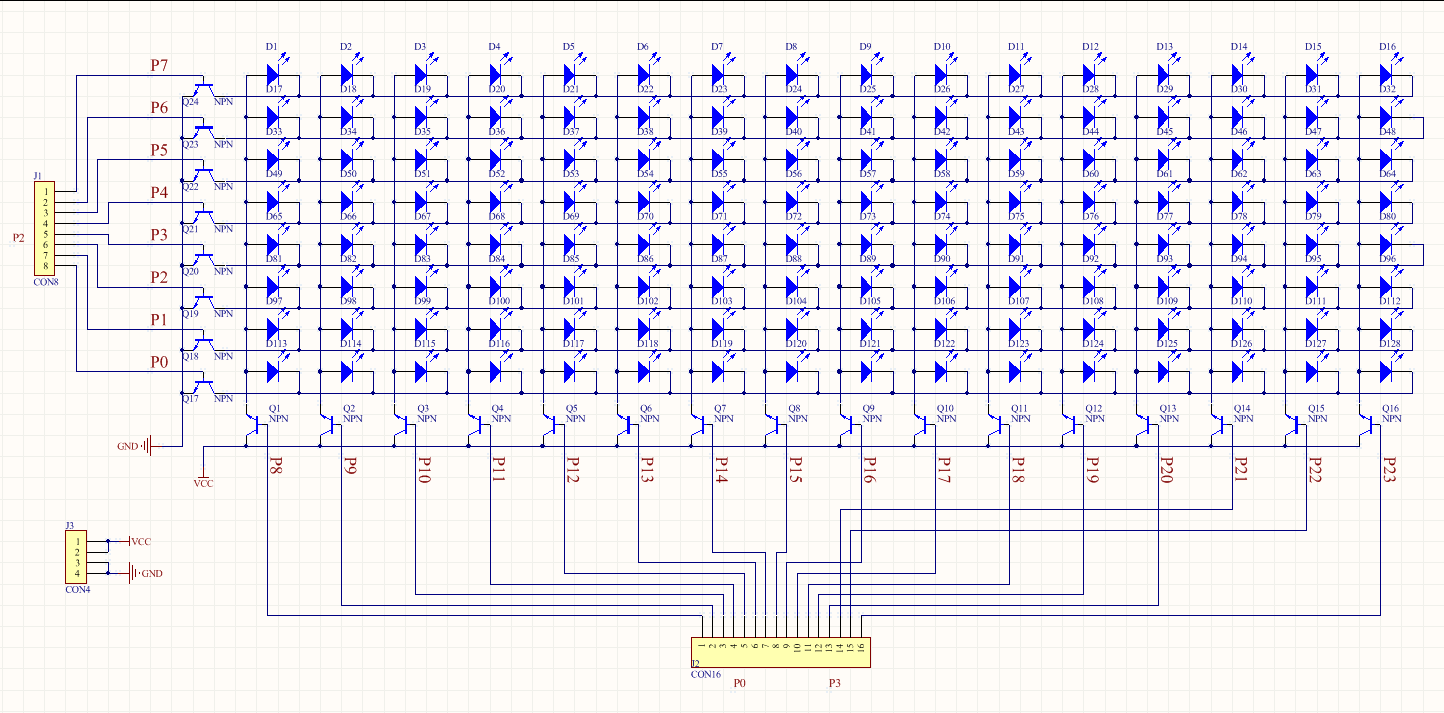 D1 D2 D3 D4 D5 D6 D7 D8 D9 D10 D11 D12 D13 D14 D15 D16
P7
D17 D18 D19 D20 D21 D22 D23 D24 D25 D26 D27 D28 D29 D30 D31 D32
Q24 NPN
P6
D33 D34 D35 D36 D37 D38 D39 D40 D41 D42 D43 D44 D45 D46 D47 D48
Q23 NPN
P5
D49 D50 D51 D52 D53 D54 D55 D56 D57 D58 D59 D60 D61 D62 D63 D64
Q22 NPN
P4
D65 D66 D67 D68 D69 D70 D71 D72 D73 D74 D75 D76 D77 D78 D79 D80
Q21 NPN
P3
D81 D82 D83 D84 D85 D86 D87 D88 D89 D90 D91 D92 D93 D94 D95 D96
Q20 NPN
P2
D97 D98 D99 D100 D101 D102 D103 D104 D105 D106 D107 D108 D109 D110 D111 D112
Q19 NPN
P1
D113 D114 D115 D116 D117 D118 D119 D120 D121 D122 D123 D124 D125 D126 D127 D128
Q18 NPN
P0
Q17 NPN
J1
1
2
3
4
5
6
7
8
P2
CON8
Q1 Q2 Q3 Q4 Q5 Q6 Q7 Q8 Q9 Q10 Q11 Q12 Q13 Q14 Q15 Q16
NPN NPN NPN NPN NPN NPN NPN NPN NPN NPN NPN NPN NPN NPN NPN NPN
GND
VCC
P8 P9 P10 P11 P12 P13 P14 P15 P16 P17 P18 P19 P20 P21 P22 P23
J3
1 VCC
2
3
4 GND
CON4
1 2 3 4 5 6 7 8 9 10 11 12 13 14 15 16
J2
CON16
P0 P3